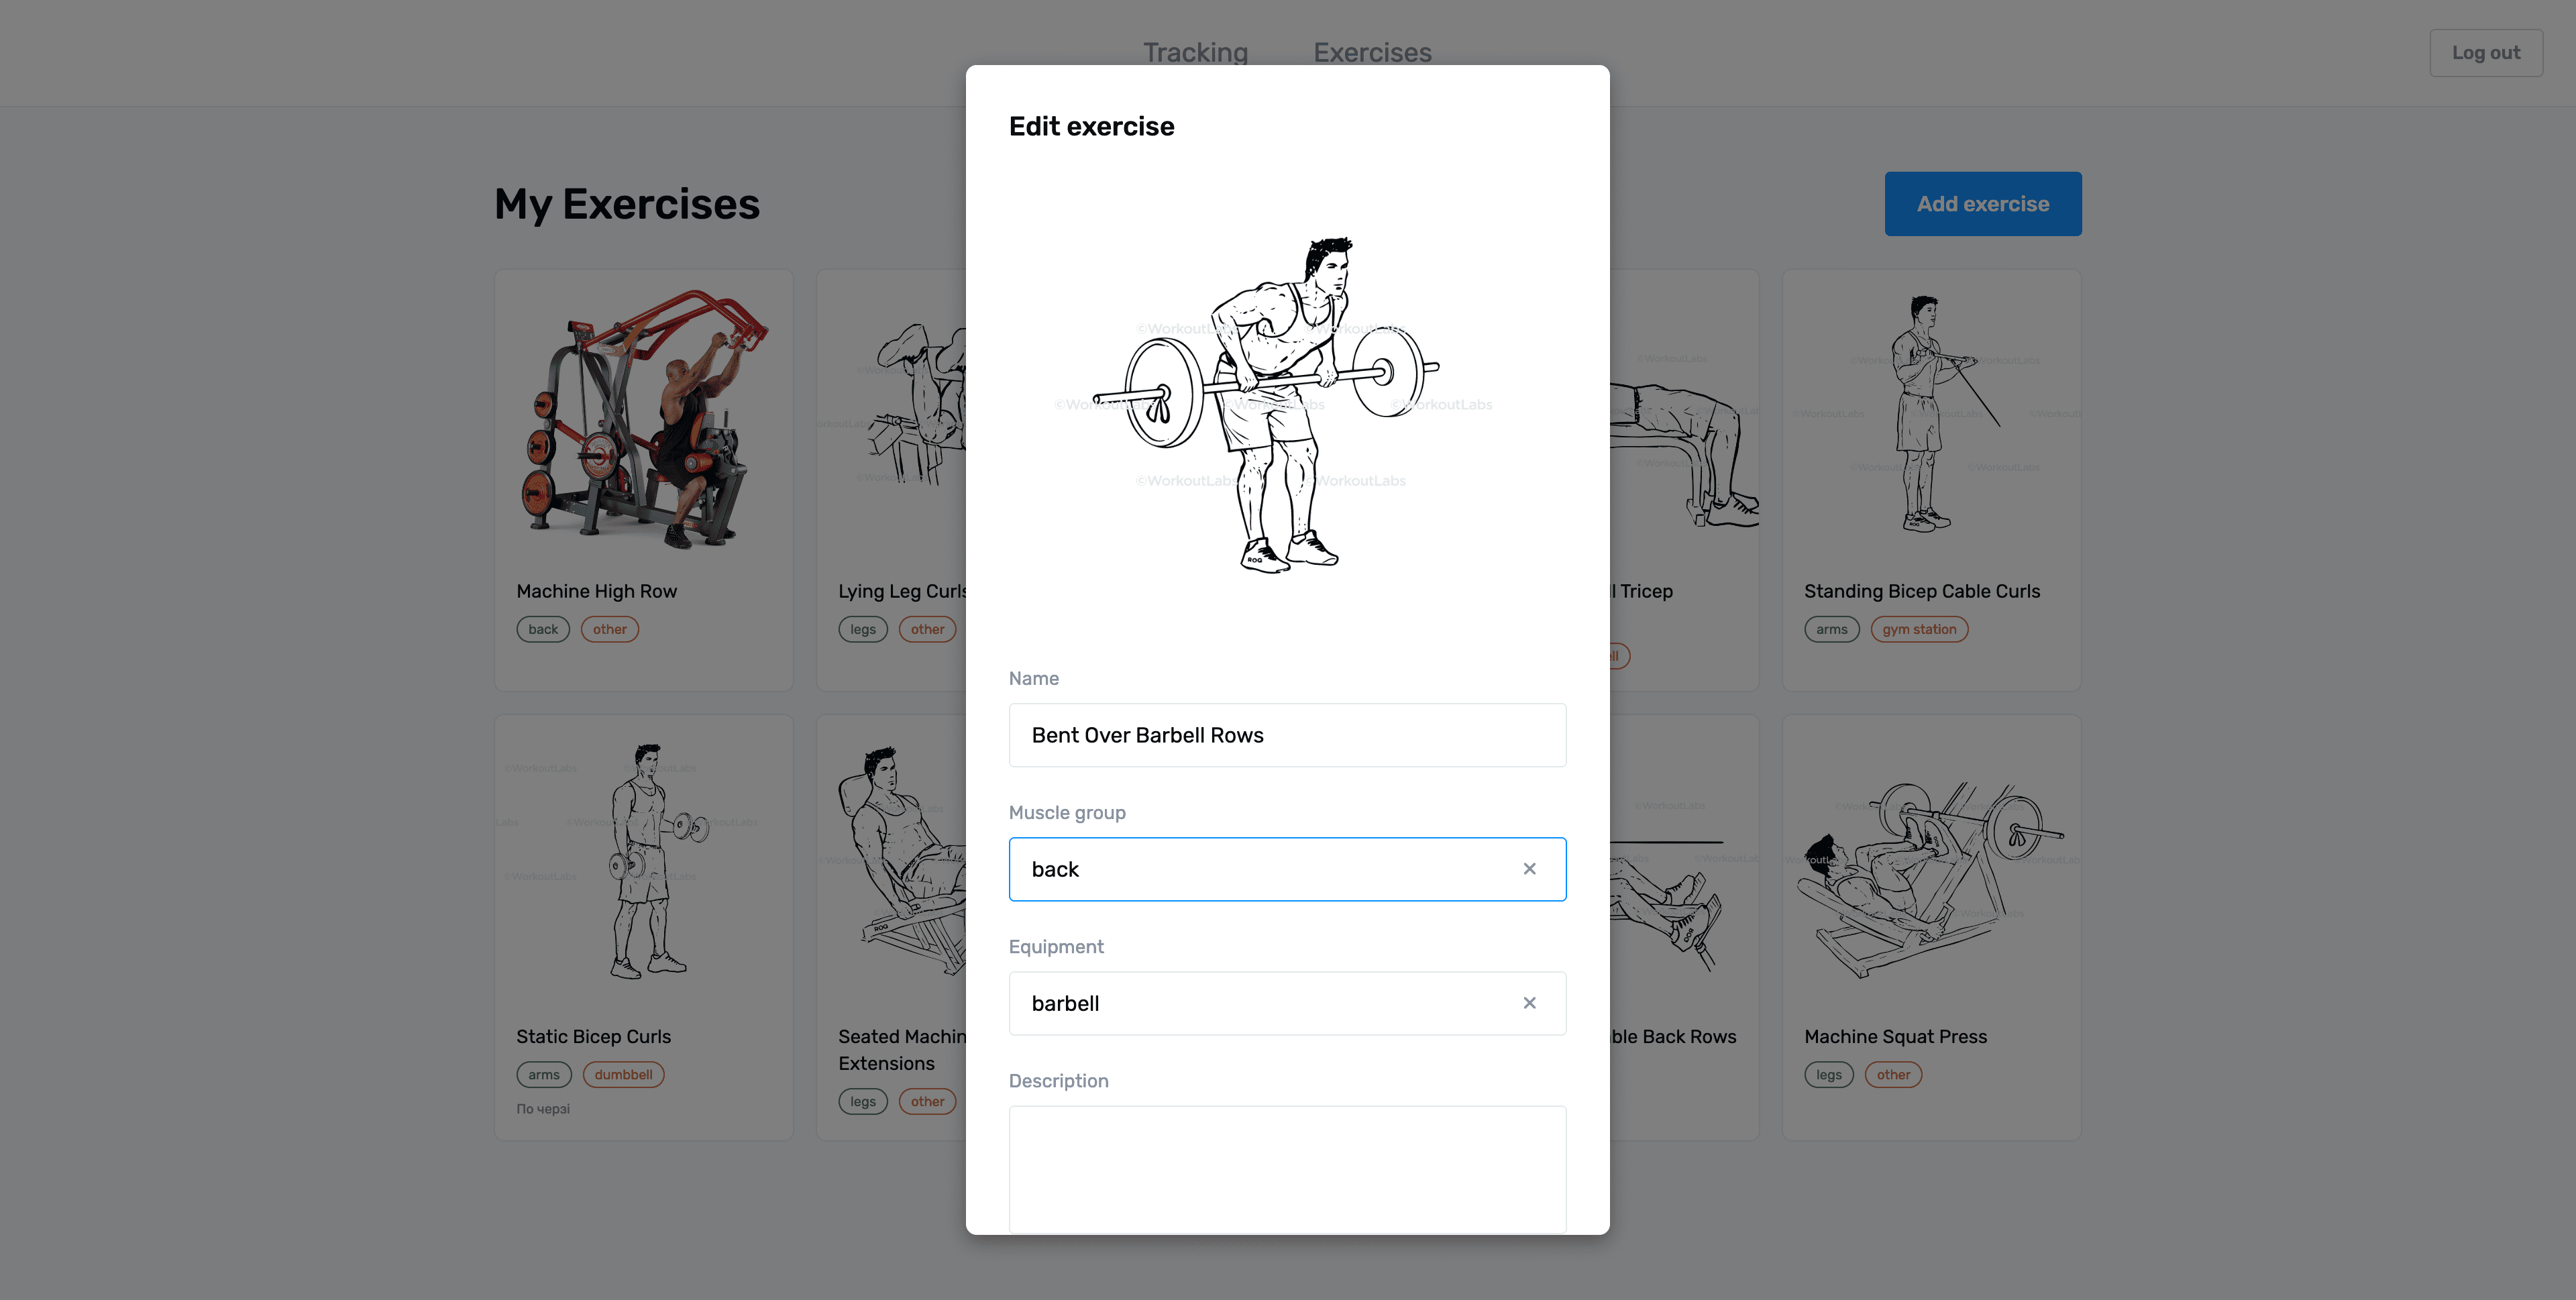 Tracking
Exercises
Log out
Edit exercise
My Exercises
Add exercise
©WorkoutLabs
©WorkoutLabs
©WorkoutLabs
©WorkoutLabs
©WorkoutLabs
©WorkoutLabs
©WorkoutLabs
Machine High Row
back
other
Lying Leg Curls
legs
other
Tricep
Standing Bicep Cable Curls
arms
gym station
Name
Bent Over Barbell Rows
Muscle group
back
Equipment
barbell
Description
Static Bicep Curls
arms
dumbbell
По черзі
Seated Machin
Extensions
legs
other
ble Back Rows
Machine Squat Press
legs
other